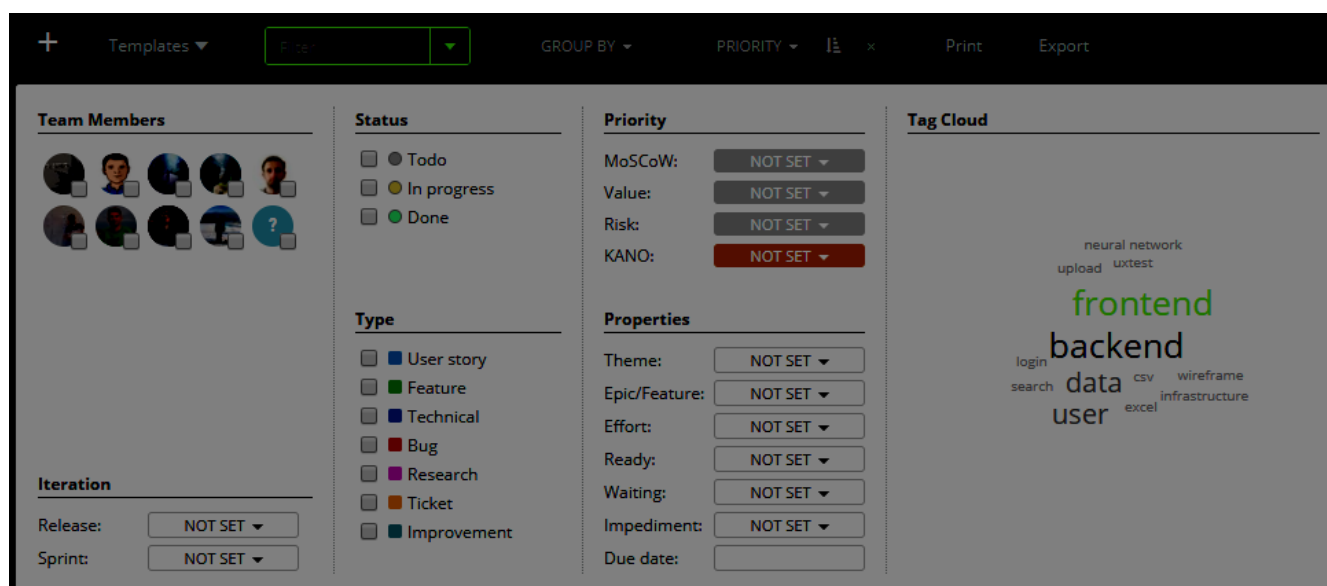 + Templates Filter GROUP BY PRIORITY × Print Export
Team Members
?
Iteration
Release: NOT SET
Sprint: NOT SET
Status
Todo
In progress
Done
Type
User story
Feature
Technical
Bug
Research
Ticket
Improvement
Priority
MoSCoW: NOT SET
Value: NOT SET
Risk: NOT SET
KANO: NOT SET
Properties
Theme: NOT SET
Epic/Feature: NOT SET
Effort: NOT SET
Ready: NOT SET
Waiting: NOT SET
Impediment: NOT SET
Due date:
Tag Cloud
neural network
upload uxtest
frontend
login backend
search data csv wireframe
user excel infrastructure